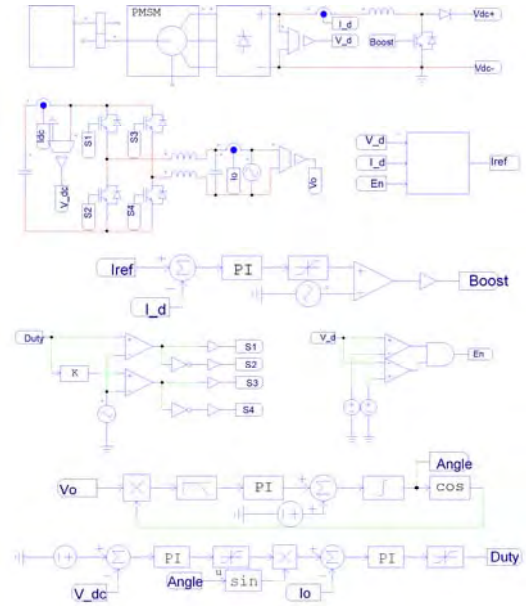 PMSM
I_d
V_d
Boost
Vdc+
Vdc-
Idc
V_dc
S1
S3
S2
S4
Io
Vo
V_d
I_d
En
Iref
Iref
PI
Boost
I_d
Duty
K
S1
S2
S3
S4
V_d
En
Vo
PI
Angle
cos
PI
u
Angle
sin
PI
Duty
V_dc
Io